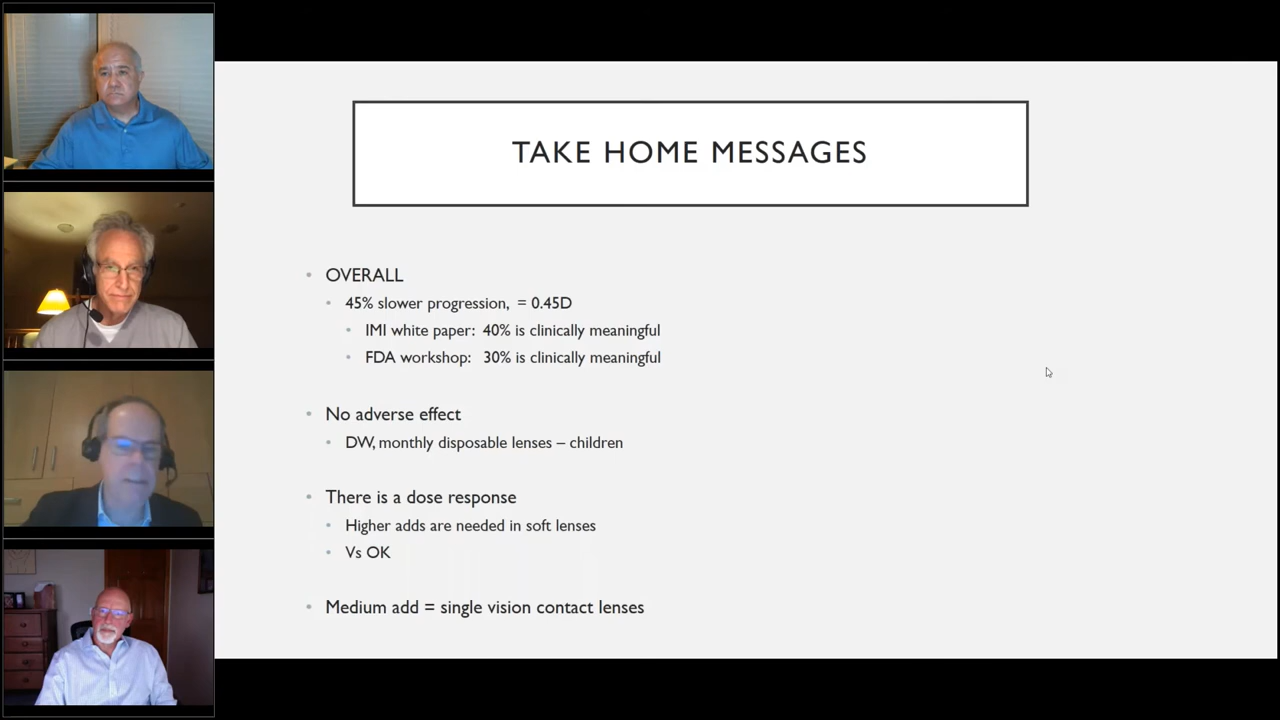 TAKE HOME MESSAGES
• OVERALL
• 45% slower progression, = 0.45D
• IMI white paper: 40% is clinically meaningful
• FDA workshop: 30% is clinically meaningful
• No adverse effect
• DW, monthly disposable lenses – children
• There is a dose response
• Higher adds are needed in soft lenses
• Vs OK
• Medium add = single vision contact lenses